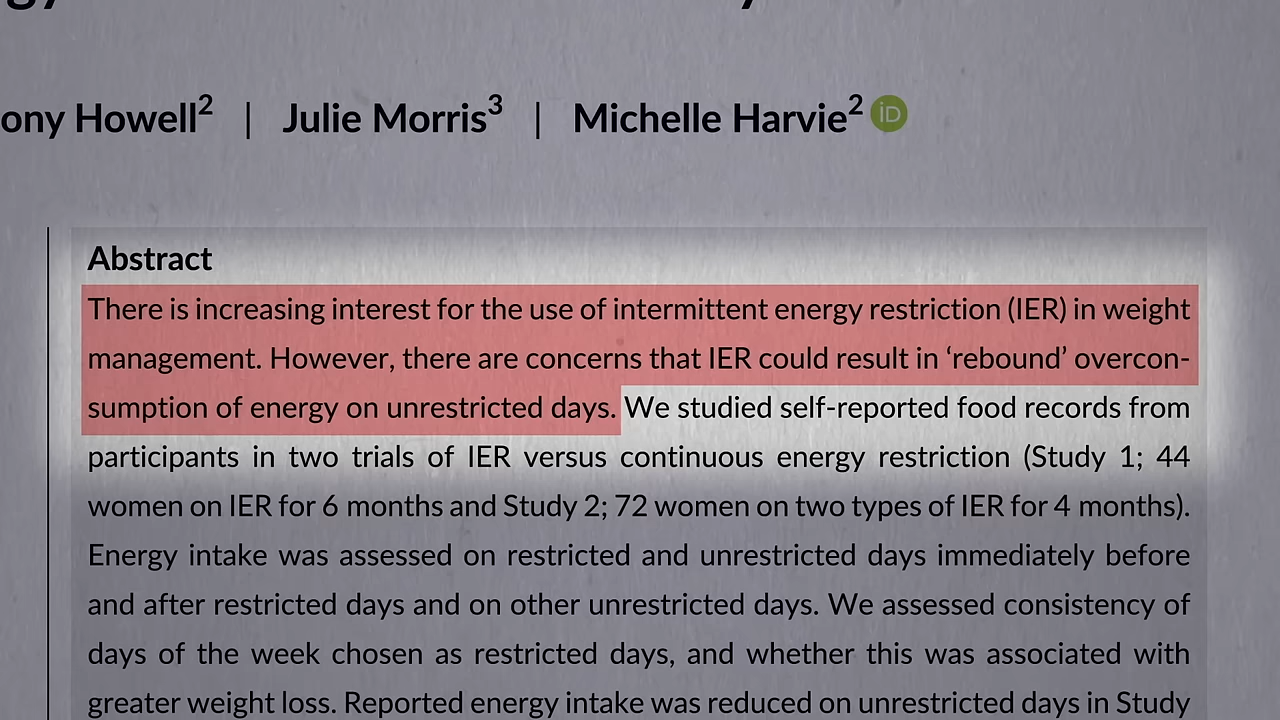 ony Howell2 | Julie Morris3 | Michelle Harvie2 iD
Abstract
There is increasing interest for the use of intermittent energy restriction (IER) in weight
management. However, there are concerns that IER could result in ‘rebound’ overcon-
sumption of energy on unrestricted days. We studied self-reported food records from
participants in two trials of IER versus continuous energy restriction (Study 1; 44
women on IER for 6 months and Study 2; 72 women on two types of IER for 4 months).
Energy intake was assessed on restricted and unrestricted days immediately before
and after restricted days and on other unrestricted days. We assessed consistency of
days of the week chosen as restricted days, and whether this was associated with
greater weight loss. Reported energy intake was reduced on unrestricted days in Study